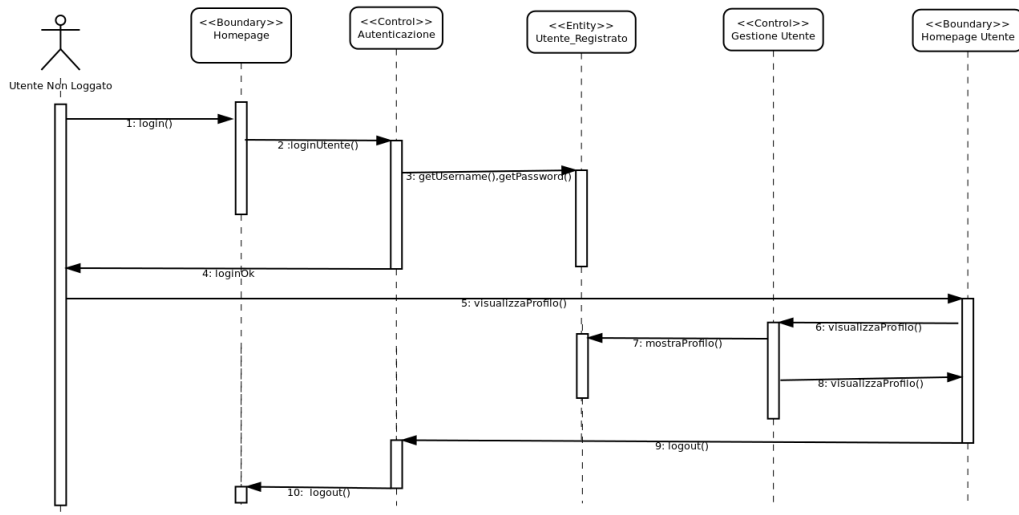 <<Boundary>>
Homepage
<<Control>>
Autenticazione
<<Entity>>
Utente_Registrato
<<Control>>
Gestione Utente
<<Boundary>>
Homepage Utente
Utente Non Loggato
1: login()
2 :loginUtente()
3: getUsername(),getPassword()
4: loginOk
5: visualizzaProfilo()
6: visualizzaProfilo()
7: mostraProfilo()
8: visualizzaProfilo()
9: logout()
10:  logout()